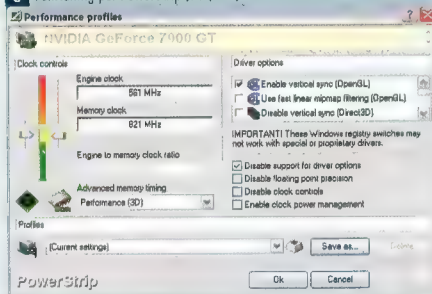 Performance profiles
NVIDIA GeForce 7900 GT
Clock controls
Engine clock
561 MHz
Memory clock
821 MHz
Engine to memory clock ratio
Advanced memory timing
Performance (3D)
Driver options
Enable vertical sync (OpenGL)
Use fast linear mipmap filtering (OpenGL)
Disable vertical sync (Direct3D)
IMPORTANT! These Windows registry switches may
not work with special or proprietary drivers.
Disable support for driver options
Disable floating point precision
Disable clock controls
Enable clock power management
Profiles
(Current settings)
Save as...
Delete
PowerStrip
Ok
Cancel